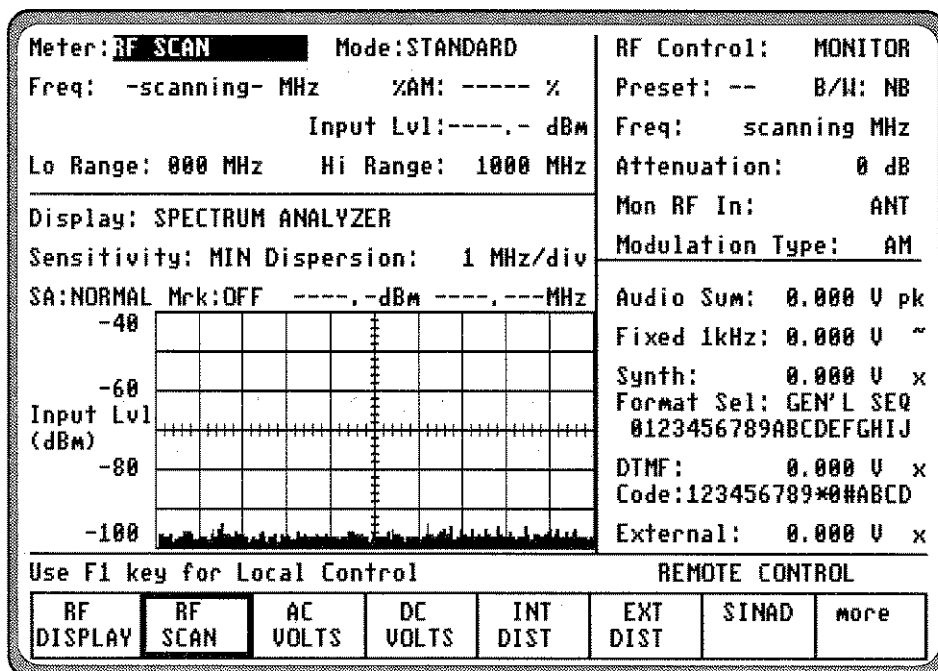 Meter:RF SCAN Mode:STANDARD
Freq: -scanning- MHz %AM: ----- %
Input Lvl:----.- dBm
Lo Range: 000 MHz Hi Range: 1000 MHz
Display: SPECTRUM ANALYZER
Sensitivity: MIN Dispersion: 1 MHz/div
SA:NORMAL Mrk:OFF ----.-dBm ----.---MHz
-40
-60
Input Lvl
(dBm)
-80
-100
RF Control: MONITOR
Preset: -- B/W: NB
Freq: scanning MHz
Attenuation: 0 dB
Mon RF In: ANT
Modulation Type: AM
Audio Sum: 0.000 V pk
Fixed 1kHz: 0.000 V ~
Synth: 0.000 V x
Format Sel: GEN'L SEQ
0123456789ABCDEFGHIJ
DTMF: 0.000 V x
Code:123456789*0#ABCD
External: 0.000 V x
Use F1 key for Local Control REMOTE CONTROL
RF DISPLAY
RF SCAN
AC VOLTS
DC VOLTS
INT DIST
EXT DIST
SINAD
more